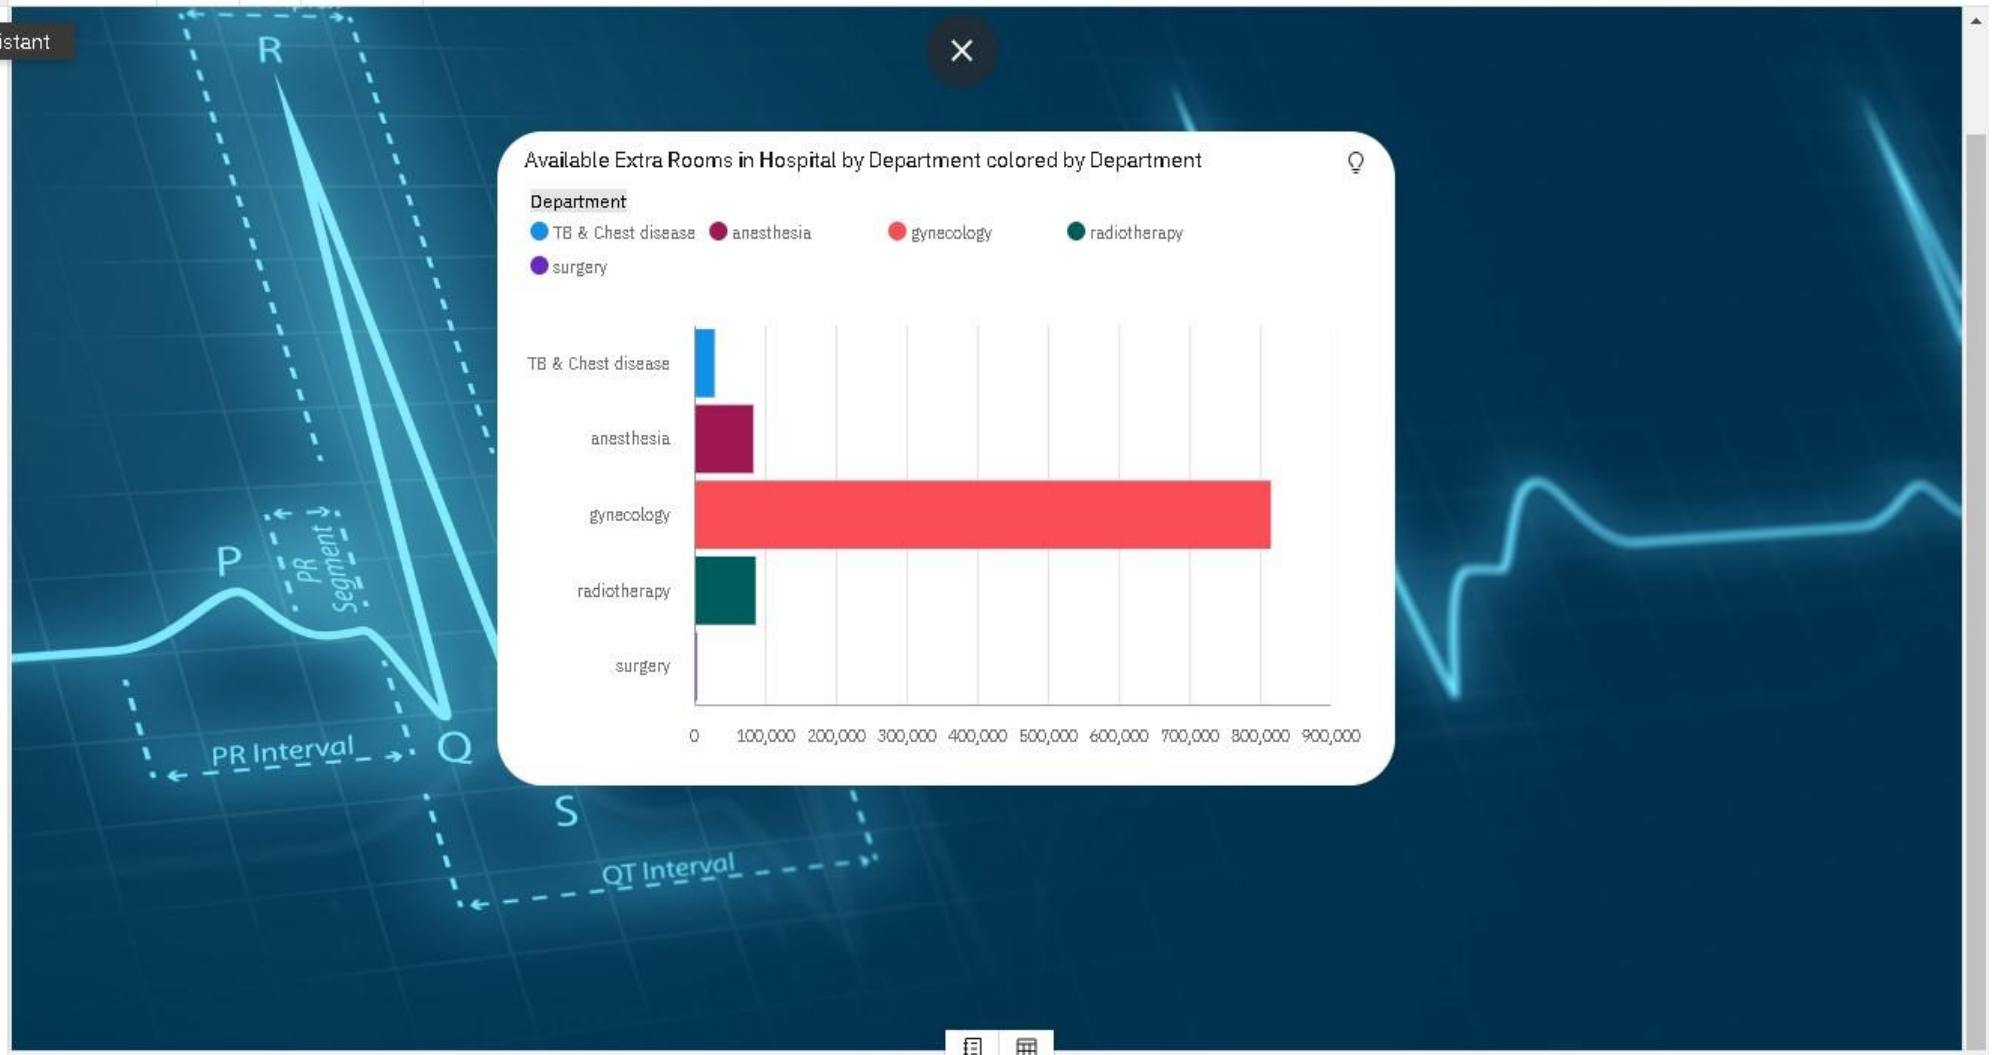 istant
R
Available Extra Rooms in Hospital by Department colored by Department
Department
TB & Chest disease anesthesia gynecology radiotherapy
surgery
TB & Chest disease
anesthesia
gynecology
radiotherapy
surgery
0 100,000 200,000 300,000 400,000 500,000 600,000 700,000 800,000 900,000
P
PR
Segment
PR Interval
Q
S
QT Interval